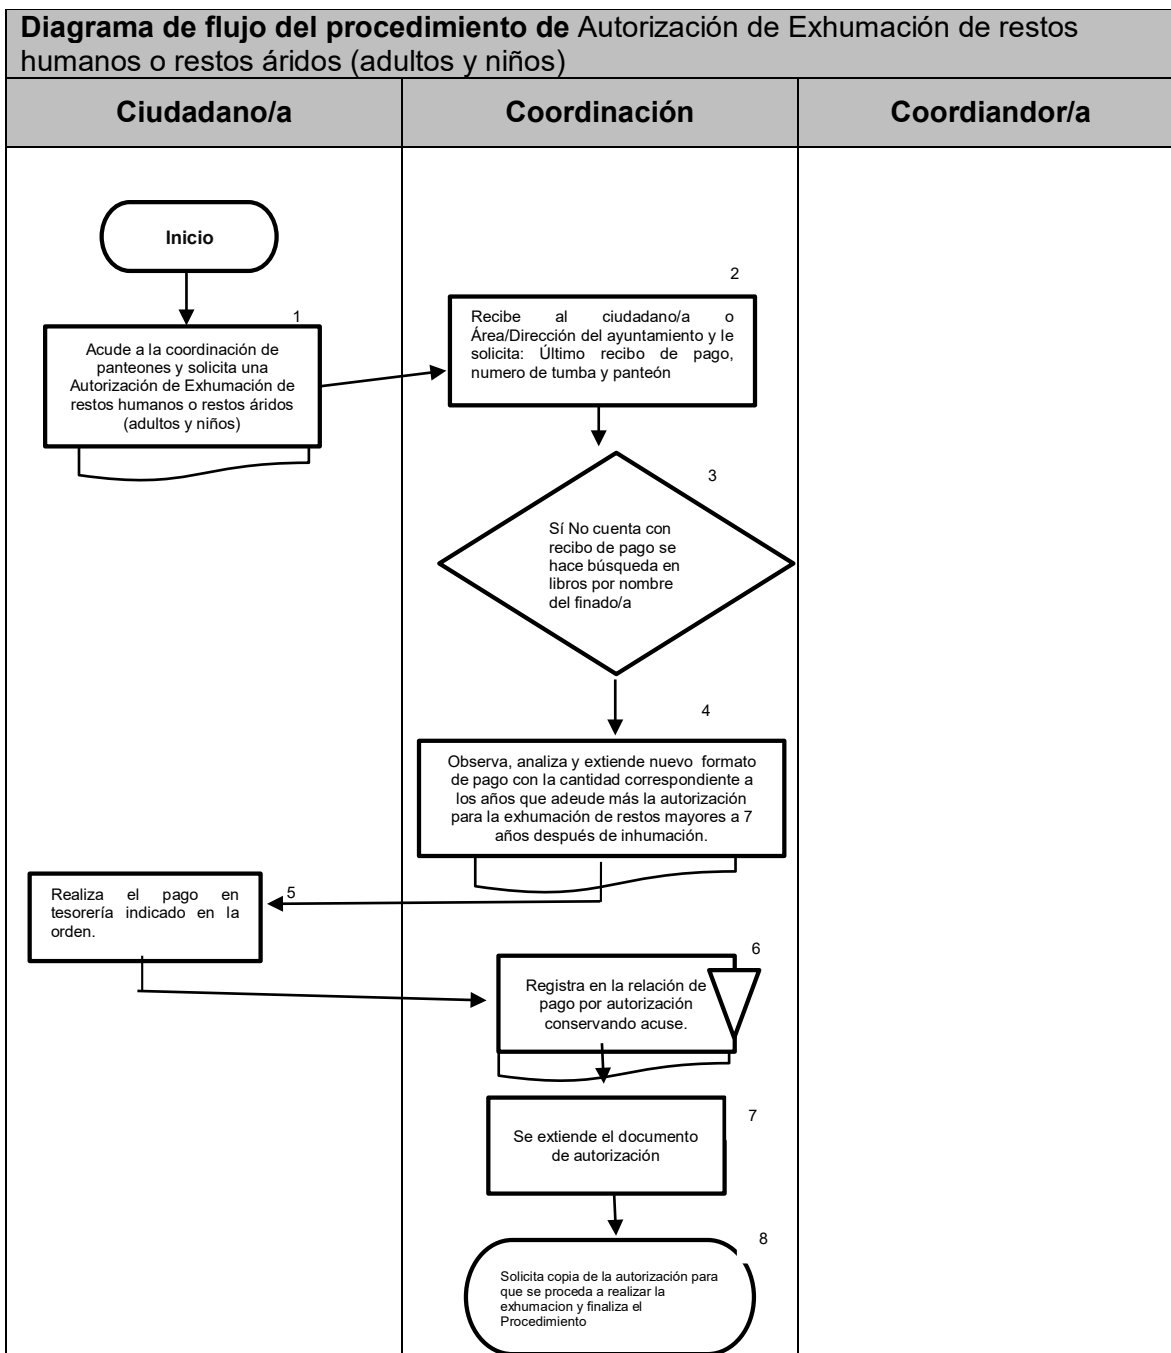 Diagrama de flujo del procedimiento de Autorización de Exhumación de restos
humanos o restos áridos (adultos y niños)
Ciudadano/a
Coordinación
Coordiandor/a
Inicio
1
Acude a la coordinación de
panteones y solicita una
Autorización de Exhumación de
restos humanos o restos áridos
(adultos y niños)
2
Recibe al ciudadano/a o
Área/Dirección del ayuntamiento y le
solicita: Último recibo de pago,
numero de tumba y panteón
3
Sí No cuenta con
recibo de pago se
hace búsqueda en
libros por nombre
del finado/a
4
Observa, analiza y extiende nuevo formato
de pago con la cantidad correspondiente a
los años que adeude más la autorización
para la exhumación de restos mayores a 7
años después de inhumación.
5
Realiza el pago en
tesorería indicado en la
orden.
6
Registra en la relación de
pago por autorización
conservando acuse.
7
Se extiende el documento
de autorización
8
Solicita copia de la autorización para
que se proceda a realizar la
exhumacion y finaliza el
Procedimiento